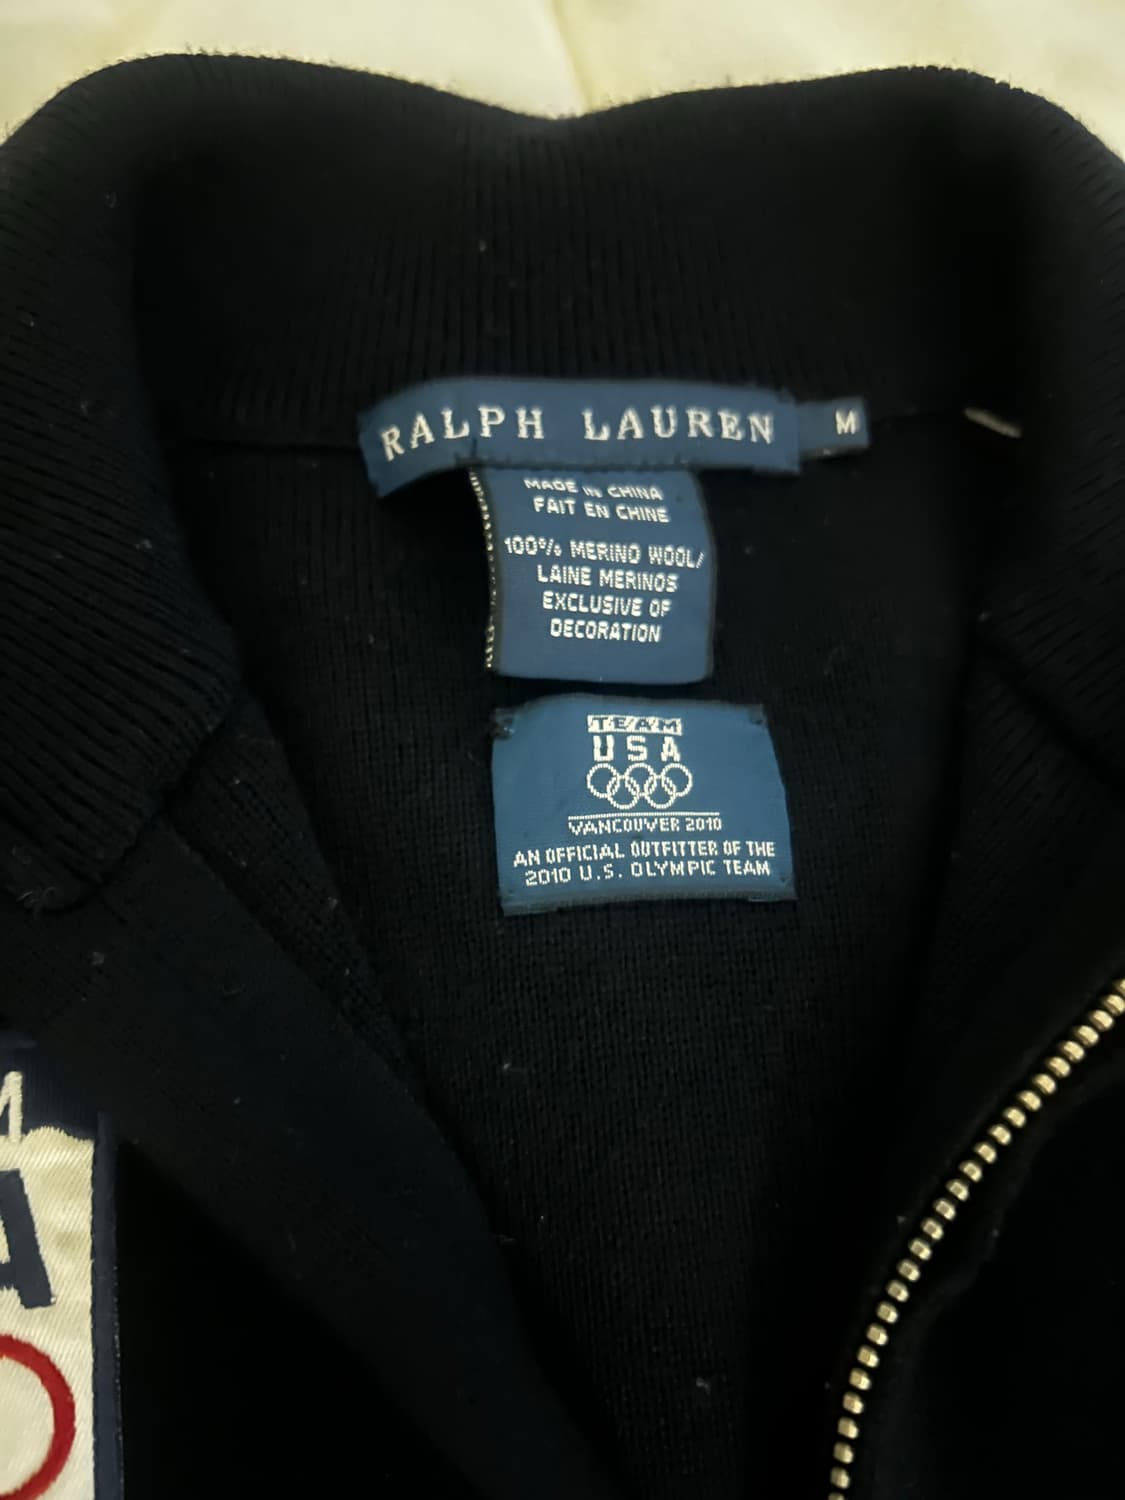 RALPH LAUREN M
MADE IN CHINA
FAIT EN CHINE
100% MERINO WOOL/
LAINE MERINOS
EXCLUSIVE OF
DECORATION
TEAM
USA
VANCOUVER 2010
AN OFFICIAL OUTFITTER OF THE
2010 U.S. OLYMPIC TEAM
M
A